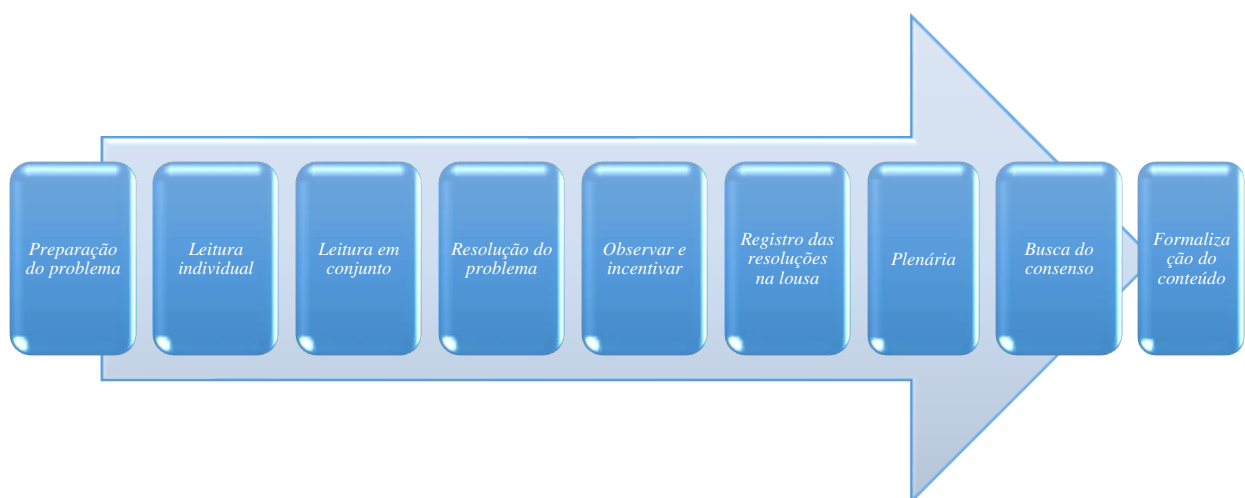 Preparação
do problema
Leitura
individual
Leitura em
conjunto
Resolução do
problema
Observar e
incentivar
Registro das
resoluções
na lousa
Plenária
Busca do
consenso
Formaliza
ção do
conteúdo